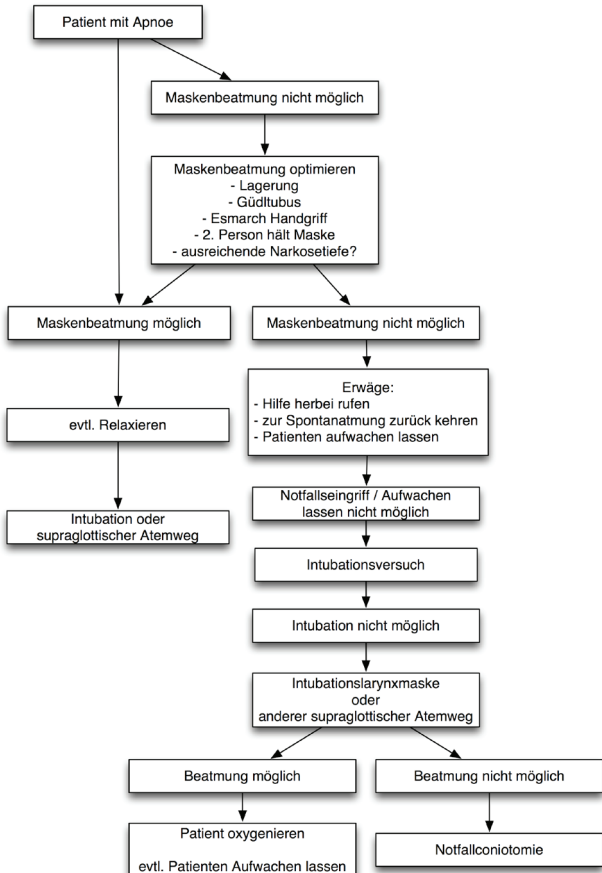 Patient mit Apnoe
Maskenbeatmung nicht möglich
Maskenbeatmung optimieren
- Lagerung
- Güdltubus
- Esmarch Handgriff
- 2. Person hält Maske
- ausreichende Narkosetiefe?
Maskenbeatmung möglich
Maskenbeatmung nicht möglich
Erwäge:
- Hilfe herbei rufen
- zur Spontanatmung zurück kehren
- Patienten aufwachen lassen
evtl. Relaxieren
Intubation oder
supraglottischer Atemweg
Notfallseingriff / Aufwachen
lassen nicht möglich
Intubationsversuch
Intubation nicht möglich
Intubationslarynxmaske
oder
anderer supraglottischer Atemweg
Beatmung möglich
Beatmung nicht möglich
Patient oxygenieren
evtl. Patienten Aufwachen lassen
Notfallconiotomie